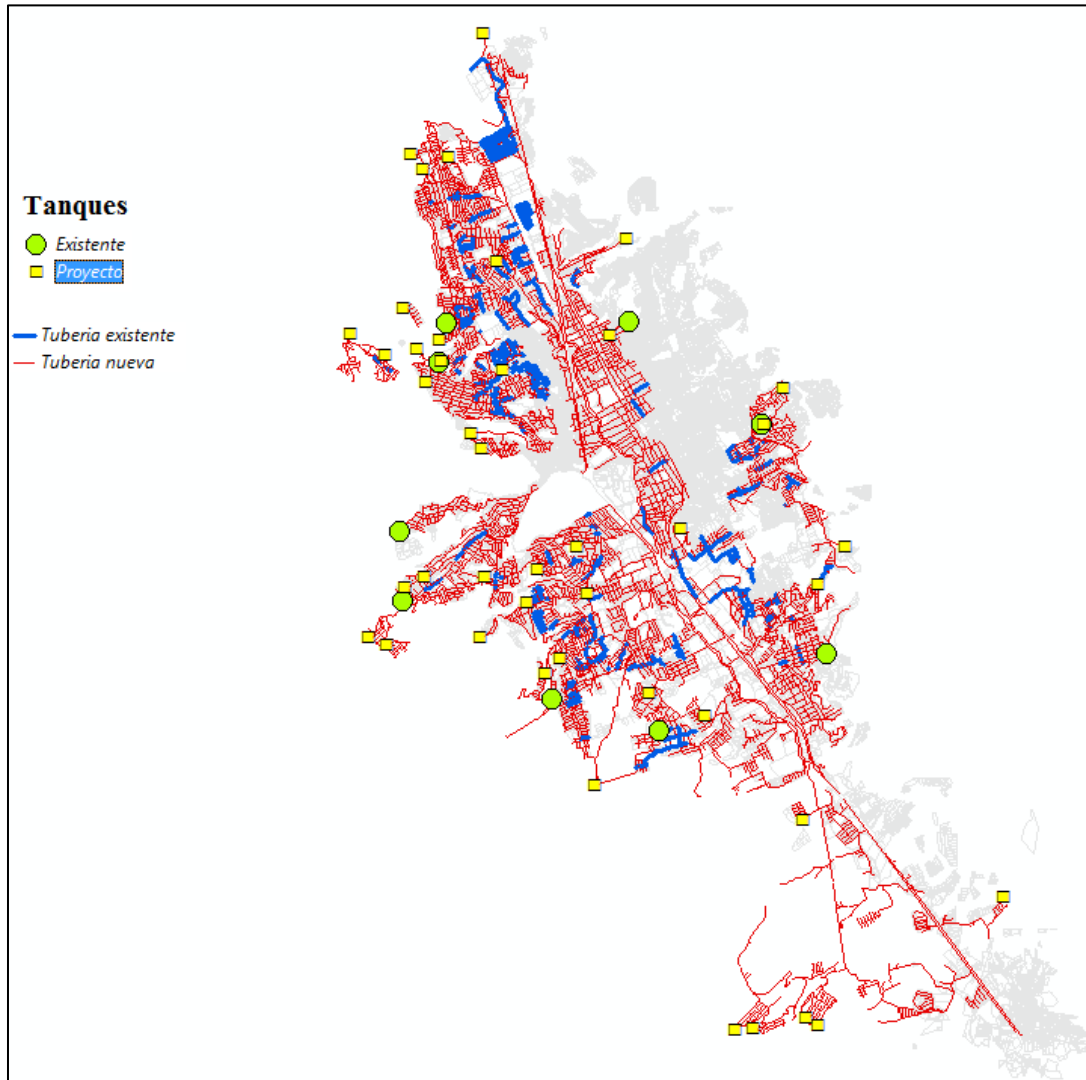 Tanques
Existente
Proyecto
Tuberia existente
Tuberia nueva